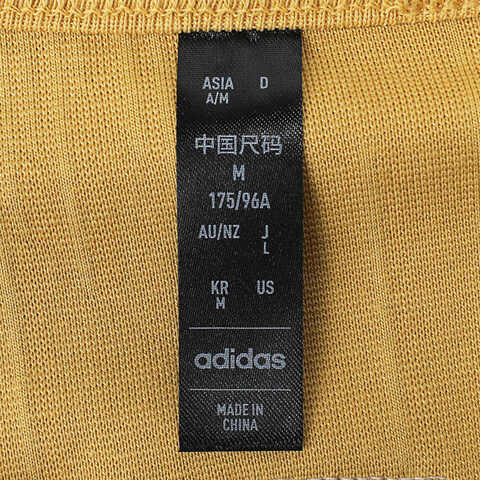 ASIA D
A/M
中国尺码
M
175/96A
AU/NZ J
L
KR US
M
adidas
MADE IN
CHINA